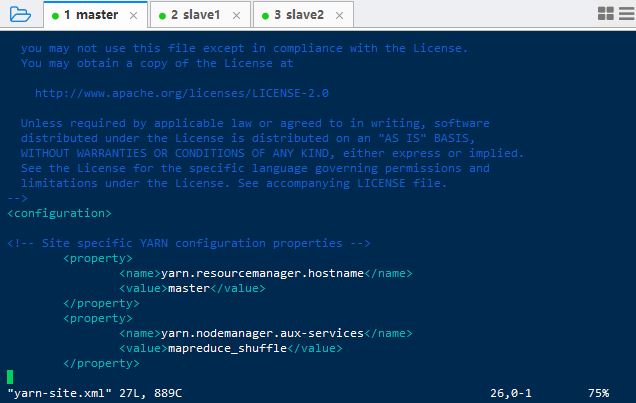 1 master × 2 slave1 × 3 slave2 ×
you may not use this file except in compliance with the License.
You may obtain a copy of the License at
http://www.apache.org/licenses/LICENSE-2.0
Unless required by applicable law or agreed to in writing, software
distributed under the License is distributed on an "AS IS" BASIS,
WITHOUT WARRANTIES OR CONDITIONS OF ANY KIND, either express or implied.
See the License for the specific language governing permissions and
limitations under the License. See accompanying LICENSE file.
-->
<configuration>
<!-- Site specific YARN configuration properties -->
<property>
<name>yarn.resourcemanager.hostname</name>
<value>master</value>
</property>
<property>
<name>yarn.nodemanager.aux-services</name>
<value>mapreduce_shuffle</value>
</property>
"yarn-site.xml" 27L, 889C 26,0-1 75%